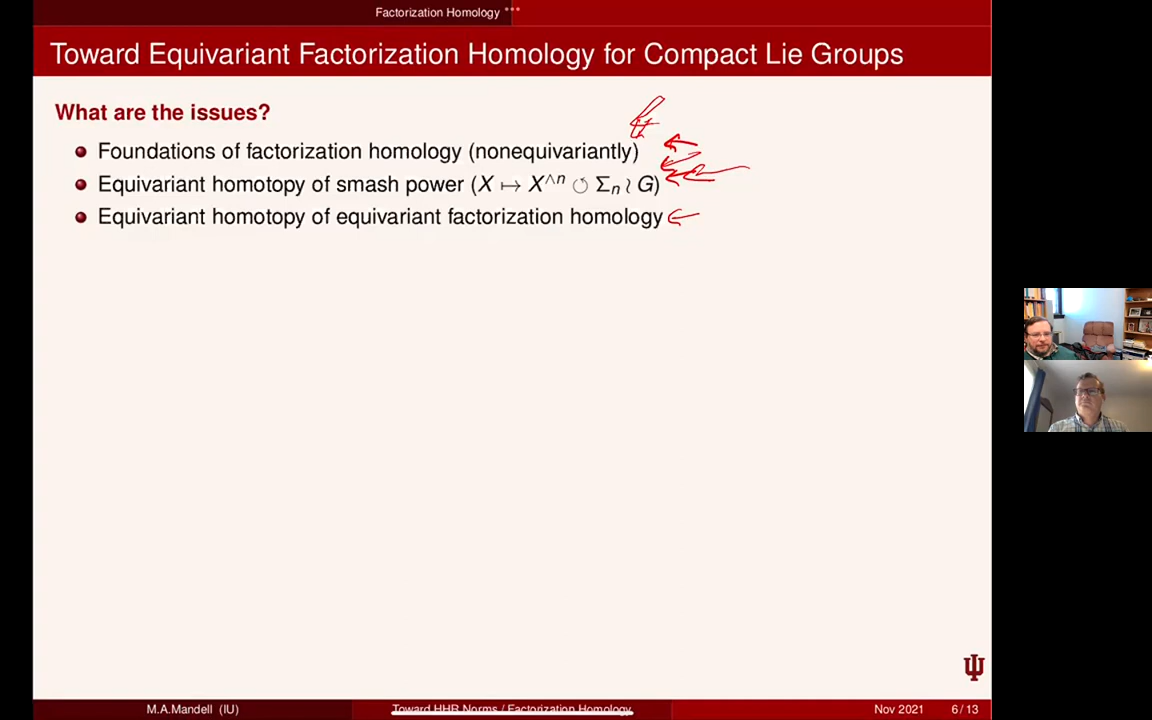 Factorization Homology
Toward Equivariant Factorization Homology for Compact Lie Groups
What are the issues?
Foundations of factorization homology (nonequivariantly)
Equivariant homotopy of smash power (X ↦ X^∧n ↺ Σn ≀ G)
Equivariant homotopy of equivariant factorization homology
M.A.Mandell (IU) Toward HHR Norms / Factorization Homology Nov 2021 6 / 13